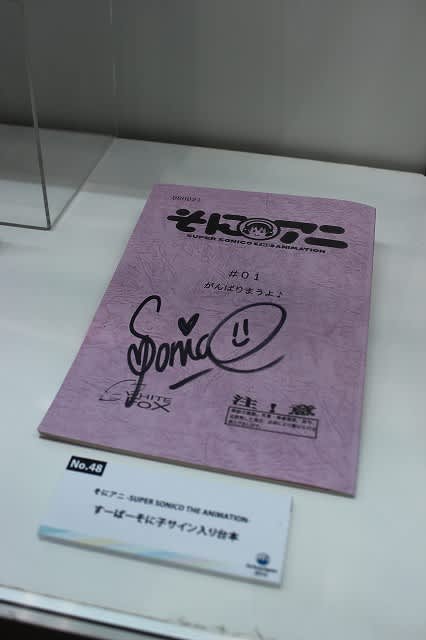 000021
そにアニ
SUPER SONICO THE ANIMATION
#01
がんばりまうよ♪
Sonico
WHITE
FOX
注！意
No.48
そにアニ -SUPER SONICO THE ANIMATION-
すーぱーそに子サイン入り台本